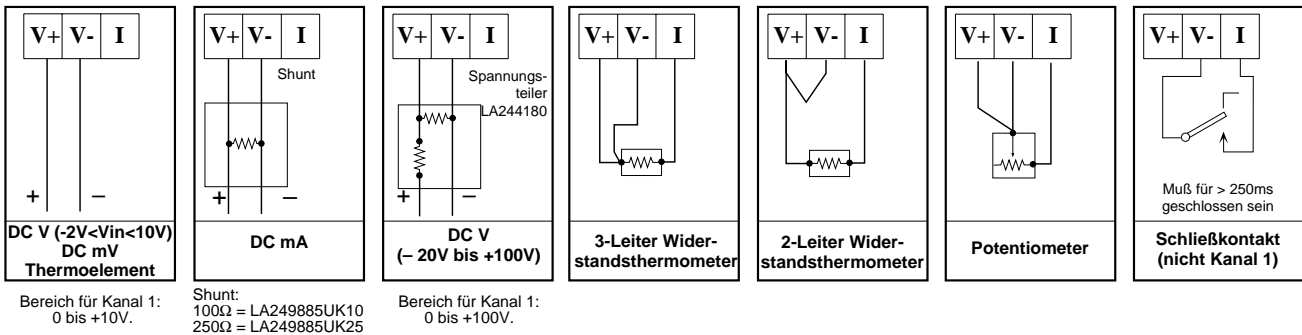 V+ V- I
+ –
DC V (-2V<Vin<10V)
DC mV
Thermoelement
Bereich für Kanal 1:
0 bis +10V.
V+ V- I
Shunt
+ –
DC mA
Shunt:
100Ω = LA249885UK10
250Ω = LA249885UK25
V+ V- I
Spannungs-
teiler
LA244180
+ –
DC V
(– 20V bis +100V)
Bereich für Kanal 1:
0 bis +100V.
V+ V- I
3-Leiter Wider-
standsthermometer
V+ V- I
2-Leiter Wider-
standsthermometer
V+ V- I
Potentiometer
V+ V- I
Muß für > 250ms
geschlossen sein
Schließkontakt
(nicht Kanal 1)